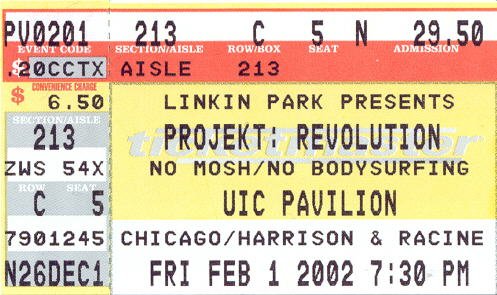 PV0201 213 C 5 N 29.50
EVENT CODE SECTION/AISLE ROW/BOX SEAT ADMISSION
$ .20CCTX AISLE 213
CONVENIENCE CHARGE
$ 6.50 LINKIN PARK PRESENTS
SECTION/AISLE
213 PROJEKT: REVOLUTION
ticketmaster
ZWS 54X NO MOSH/NO BODYSURFING
ROW SEAT
C 5 UIC PAVILION
7901245 CHICAGO/HARRISON & RACINE
N26DEC1 FRI FEB 1 2002 7:30 PM